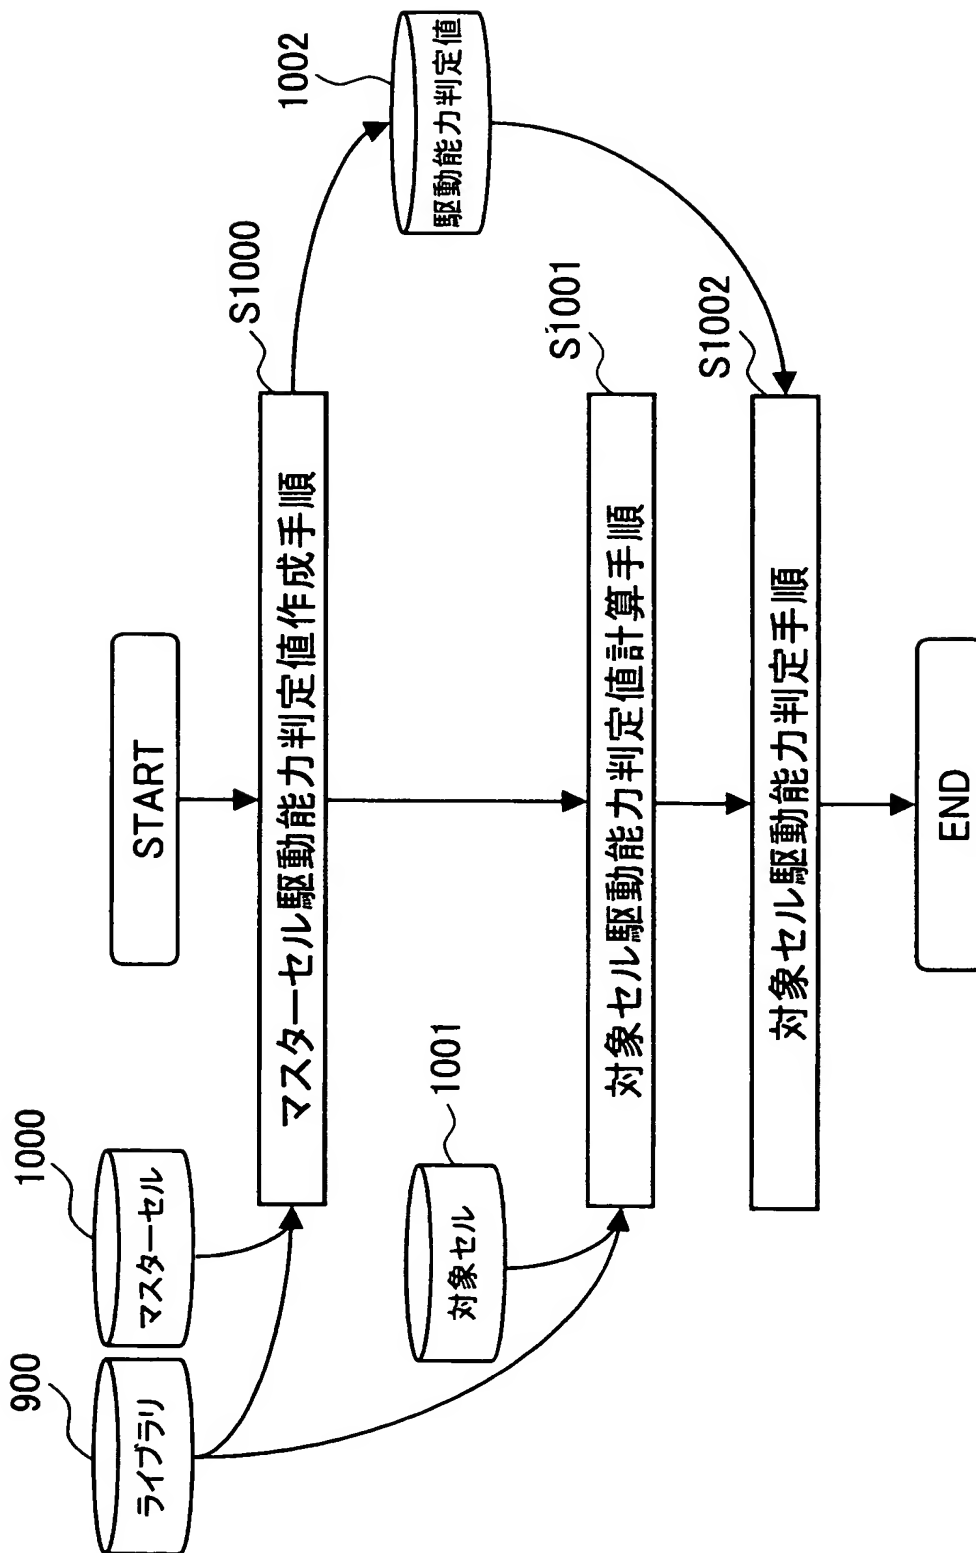 START
900
ライブラリ
1000
マスターセル
マスターセル駆動能力判定値作成手順
S1000
1002
駆動能力判定値
1001
対象セル
対象セル駆動能力判定値計算手順
S1001
対象セル駆動能力判定手順
S1002
END